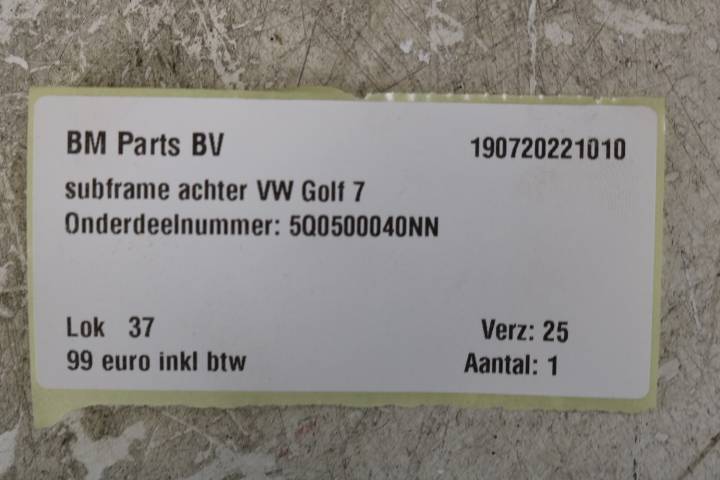 BM Parts BV 190720221010
subframe achter VW Golf 7
Onderdeelnummer: 5Q0500040NN
Lok 37 Verz: 25
99 euro inkl btw Aantal: 1